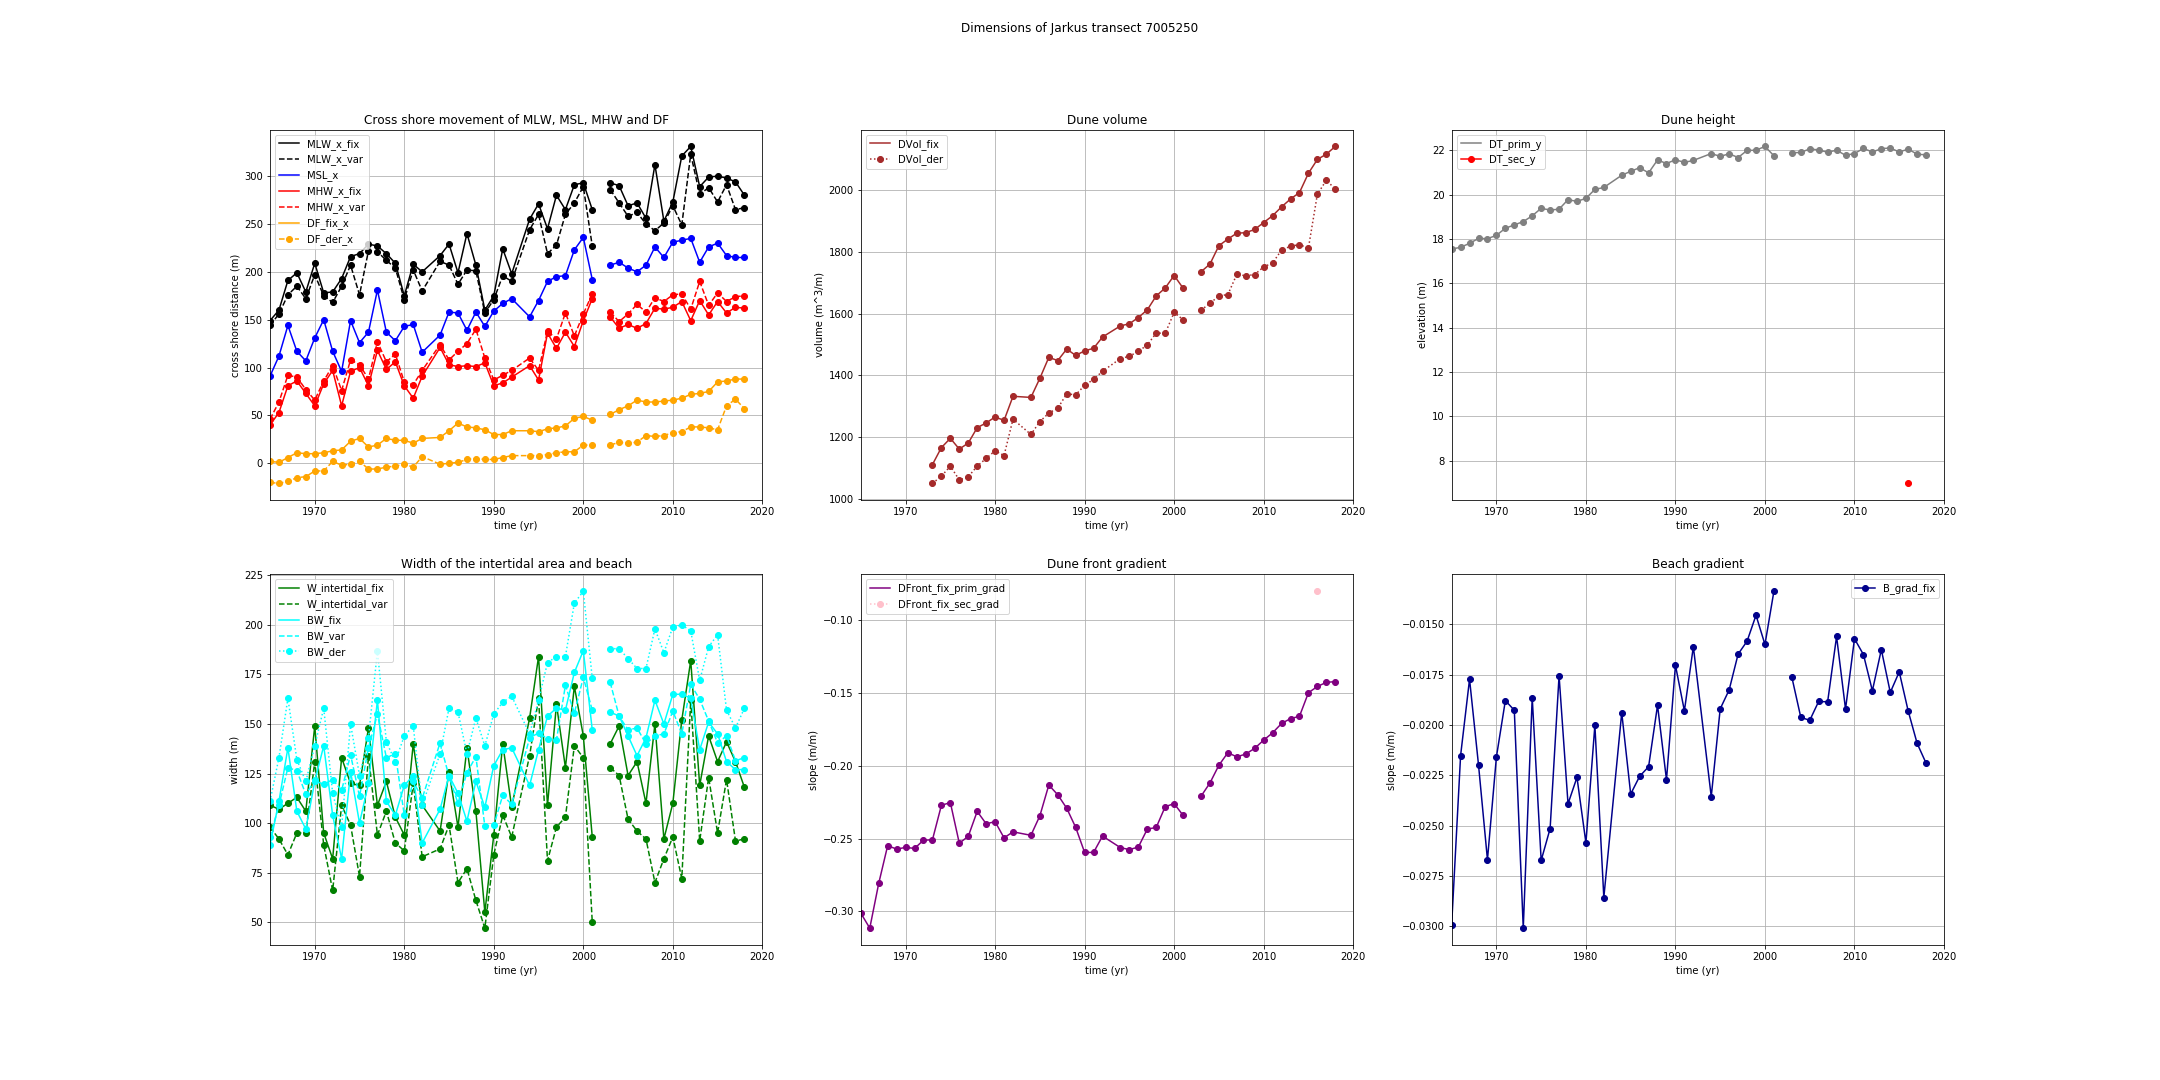 Dimensions of Jarkus transect 7005250
Cross shore movement of MLW, MSL, MHW and DF
MLW_x_fix
MLW_x_var
MSL_x
MHW_x_fix
MHW_x_var
DF_fix_x
DF_der_x
cross shore distance (m)
300
250
200
150
100
50
0
1970 1980 1990 2000 2010 2020
time (yr)
Dune volume
DVol_fix
DVol_der
volume (m^3/m)
2000
1800
1600
1400
1200
1000
1970 1980 1990 2000 2010 2020
time (yr)
Dune height
DT_prim_y
DT_sec_y
elevation (m)
22
20
18
16
14
12
10
8
1970 1980 1990 2000 2010 2020
time (yr)
Width of the intertidal area and beach
W_intertidal_fix
W_intertidal_var
BW_fix
BW_var
BW_der
width (m)
225
200
175
150
125
100
75
50
1970 1980 1990 2000 2010 2020
time (yr)
Dune front gradient
DFront_fix_prim_grad
DFront_fix_sec_grad
slope (m/m)
−0.10
−0.15
−0.20
−0.25
−0.30
1970 1980 1990 2000 2010 2020
time (yr)
Beach gradient
B_grad_fix
slope (m/m)
−0.0150
−0.0175
−0.0200
−0.0225
−0.0250
−0.0275
−0.0300
1970 1980 1990 2000 2010 2020
time (yr)